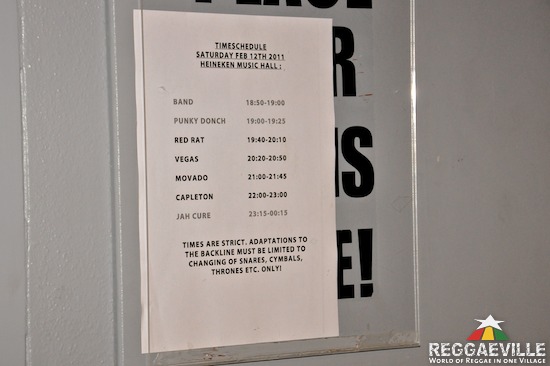 TIMESCHEDULE
SATURDAY FEB 12TH 2011
HEINEKEN MUSIC HALL :
BAND 18:50-19:00
PUNKY DONCH 19:00-19:25
RED RAT 19:40-20:10
VEGAS 20:20-20:50
MOVADO 21:00-21:45
CAPLETON 22:00-23:00
JAH CURE 23:15-00:15
TIMES ARE STRICT. ADAPTATIONS TO
THE BACKLINE MUST BE LIMITED TO
CHANGING OF SNARES, CYMBALS,
THRONES ETC. ONLY!
R
NS
E!
REGGAEVILLE
WORLD OF REGGAE IN ONE VILLAGE